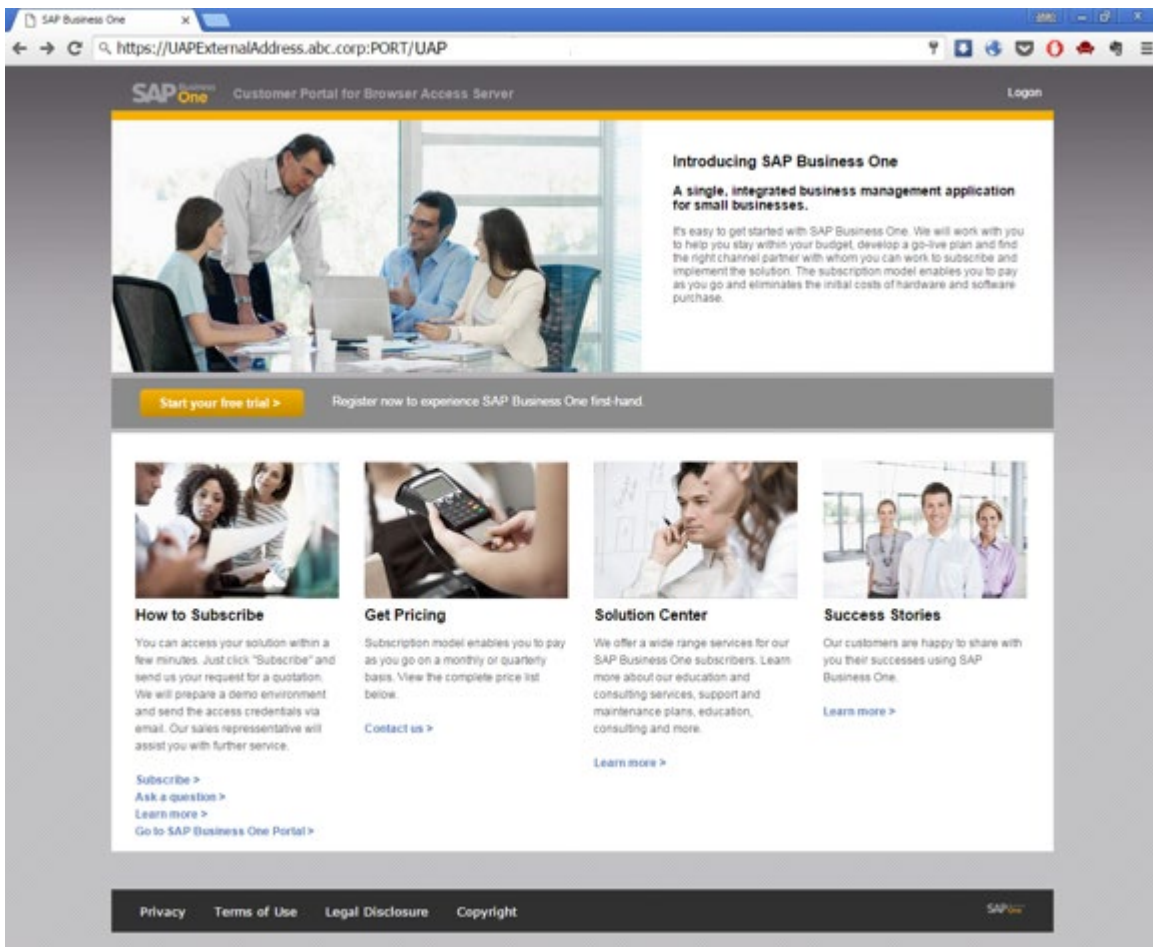 SAP Business One
https://UAPExternalAddress.abc.corp:PORT/UAP
SAP Business One
Customer Portal for Browser Access Server
Logon
Introducing SAP Business One
A single, integrated business management application
for small businesses.
It's easy to get started with SAP Business One. We will work with you
to help you stay within your budget, develop a go-live plan and find
the right channel partner with whom you can work to subscribe and
implement the solution. The subscription model enables you to pay
as you go and eliminates the initial costs of hardware and software
purchase.
Start your free trial >
Register now to experience SAP Business One first-hand.
How to Subscribe
You can access your solution within a
few minutes. Just click "Subscribe" and
send us your request for a quotation.
We will prepare a demo environment
and send the access credentials via
email. Our sales repressentative will
assist you with further service.
Subscribe >
Ask a question >
Learn more >
Go to SAP Business One Portal >
Get Pricing
Subscription model enables you to pay
as you go on a monthly or quarterly
basis. View the complete price list
below.
Contact us >
Solution Center
We offer a wide range services for our
SAP Business One subscribers. Learn
more about our education and
consulting services, support and
maintenance plans, education,
consulting and more.
Learn more >
Success Stories
Our customers are happy to share with
you their successes using SAP
Business One.
Learn more >
Privacy
Terms of Use
Legal Disclosure
Copyright
SAP One